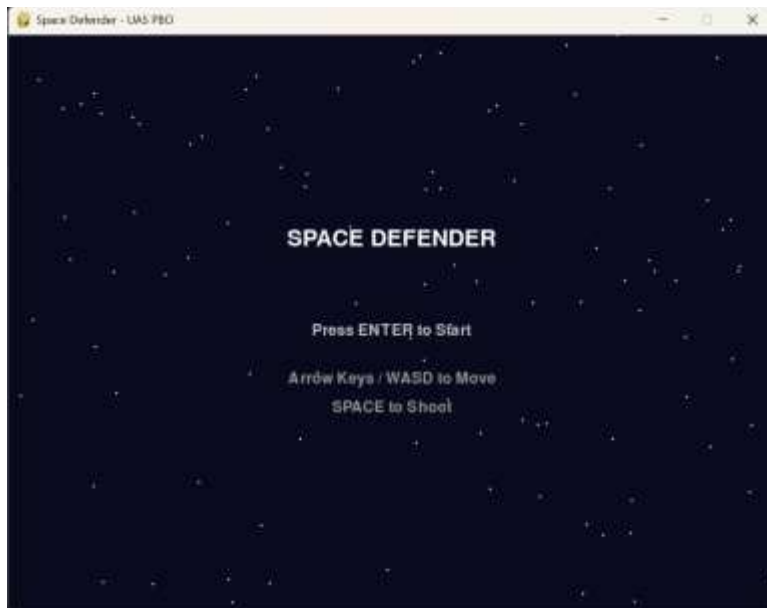 Space Defender - UAS PBO
SPACE DEFENDER
Press ENTER to Start
Arrow Keys / WASD to Move
SPACE to Shoot